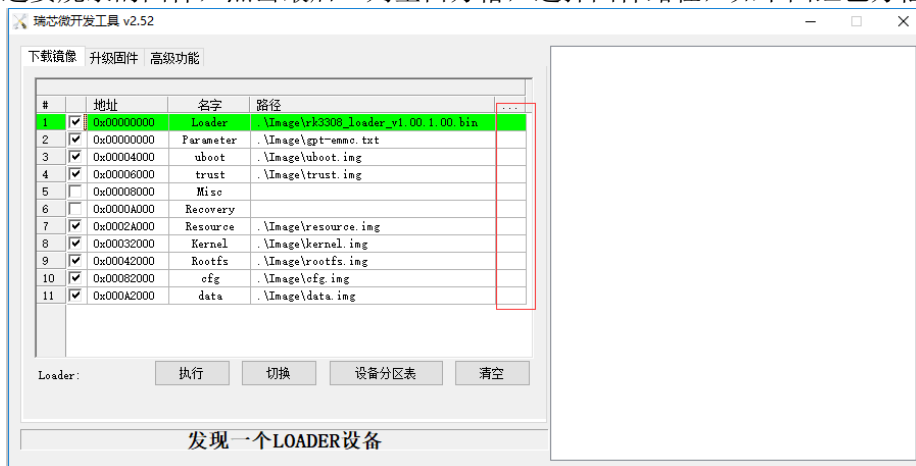 瑞芯微开发工具 v2.52
下载镜像 升级固件 高级功能
# 地址 名字 路径 ...
1 0x00000000 Loader .\Image\rk3308_loader_v1.00.1.00.bin
2 0x00000000 Parameter .\Image\gpt-emmc.txt
3 0x00004000 uboot .\Image\uboot.img
4 0x00006000 trust .\Image\trust.img
5 0x00008000 Misc
6 0x0000A000 Recovery
7 0x0002A000 Resource .\Image\resource.img
8 0x00032000 Kernel .\Image\kernel.img
9 0x00042000 Rootfs .\Image\rootfs.img
10 0x00082000 cfg .\Image\cfg.img
11 0x000A2000 data .\Image\data.img
Loader: 执行 切换 设备分区表 清空
发现一个LOADER设备